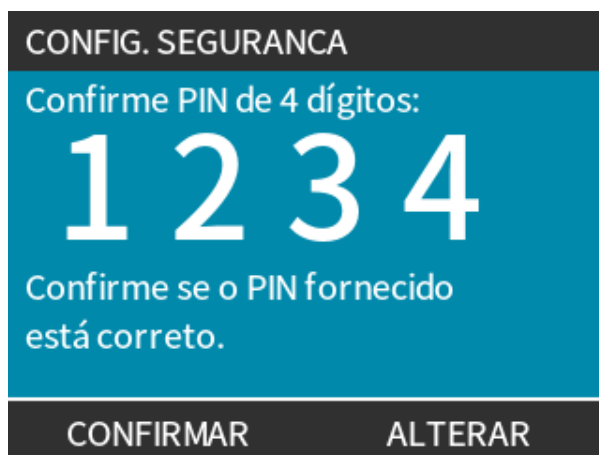 CONFIG. SEGURANCA
Confirme PIN de 4 dígitos:
1 2 3 4
Confirme se o PIN fornecido
está correto.
CONFIRMAR ALTERAR